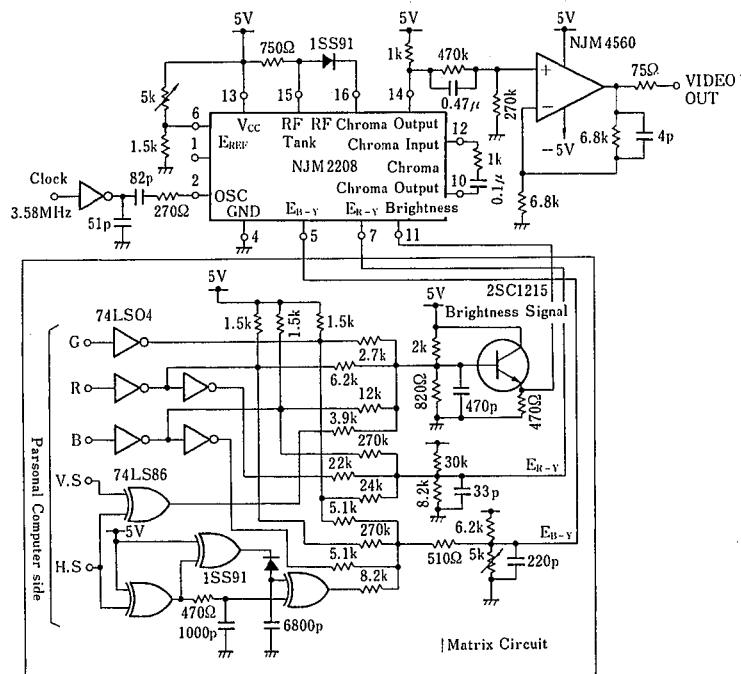 5V 5V 5V
750Ω 1SS91 1k 470k NJM4560 75Ω
VIDEO
OUT
5k 13 15 16 14 0.47μ 270k + −
6 VCC RF RF Chroma Output 12 −5V 6.8k 4p
1.5k EREF Tank Chroma Input
1 NJM2208 Chroma 1k
Clock 82p 2 Chroma Output 10 0.1μ
3.58MHz OSC
51p 270Ω GND EB-Y ER-Y Brightness 6.8k
4 5 7 11
5V 2SC1215
74LSO4 1.5k 1.5k 1.5k 5V Brightness Signal
G 2.7k 2k
R 6.2k
B 12k 820Ω 470p 470Ω
3.9k
V.S 74LS86 270k
22k 30k ER-Y
24k 8.2k 33p
5V 5.1k
270k 6.2k EB-Y
H.S 1SS91 5.1k 510Ω 5k 220p
470Ω 8.2k
1000p 6800p
Matrix Circuit
Parsonal Computer side